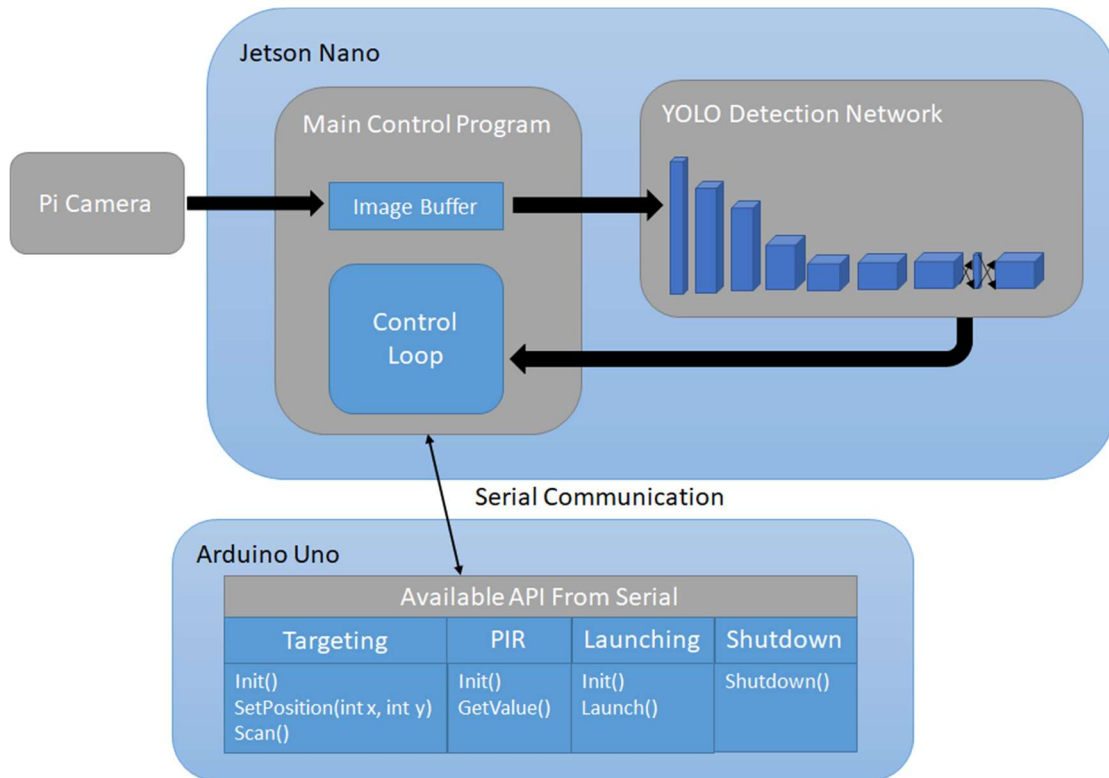 Jetson Nano
Main Control Program
YOLO Detection Network
Pi Camera
Image Buffer
Control
Loop
Serial Communication
Arduino Uno
Available API From Serial
Targeting
PIR
Launching
Shutdown
Init()
SetPosition(int x, int y)
Scan()
Init()
GetValue()
Init()
Launch()
Shutdown()